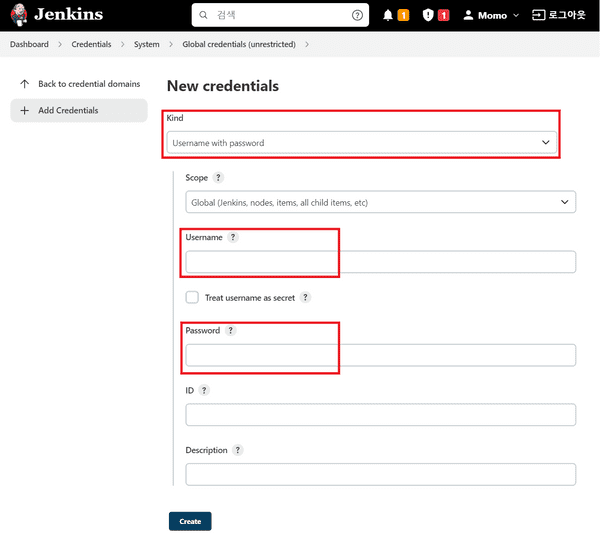 Jenkins
검색
1
1
Momo
로그아웃
Dashboard
Credentials
System
Global credentials (unrestricted)
Back to credential domains
Add Credentials
New credentials
Kind
Username with password
Scope ?
Global (Jenkins, nodes, items, all child items, etc)
Username ?
Treat username as secret ?
Password ?
ID ?
Description ?
Create